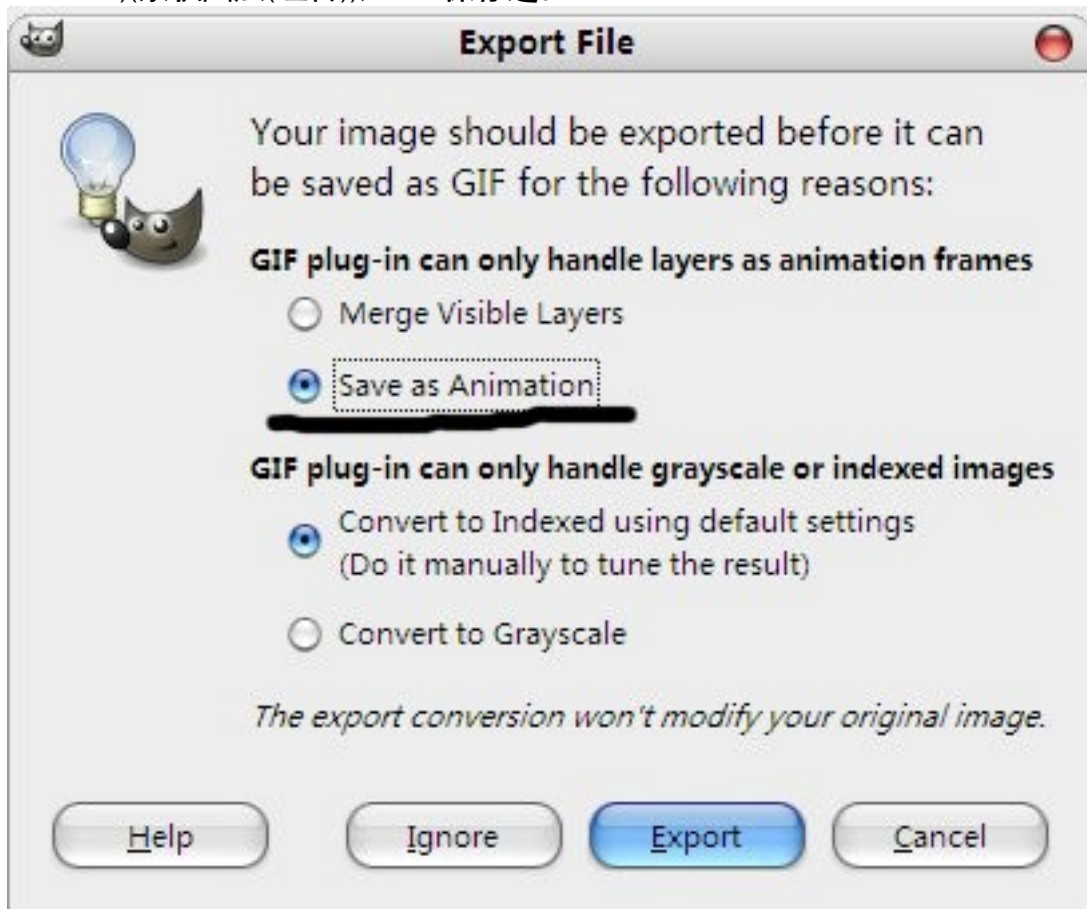 Export File
Your image should be exported before it can
be saved as GIF for the following reasons:
GIF plug-in can only handle layers as animation frames
Merge Visible Layers
Save as Animation
GIF plug-in can only handle grayscale or indexed images
Convert to Indexed using default settings
(Do it manually to tune the result)
Convert to Grayscale
The export conversion won't modify your original image.
Help Ignore Export Cancel